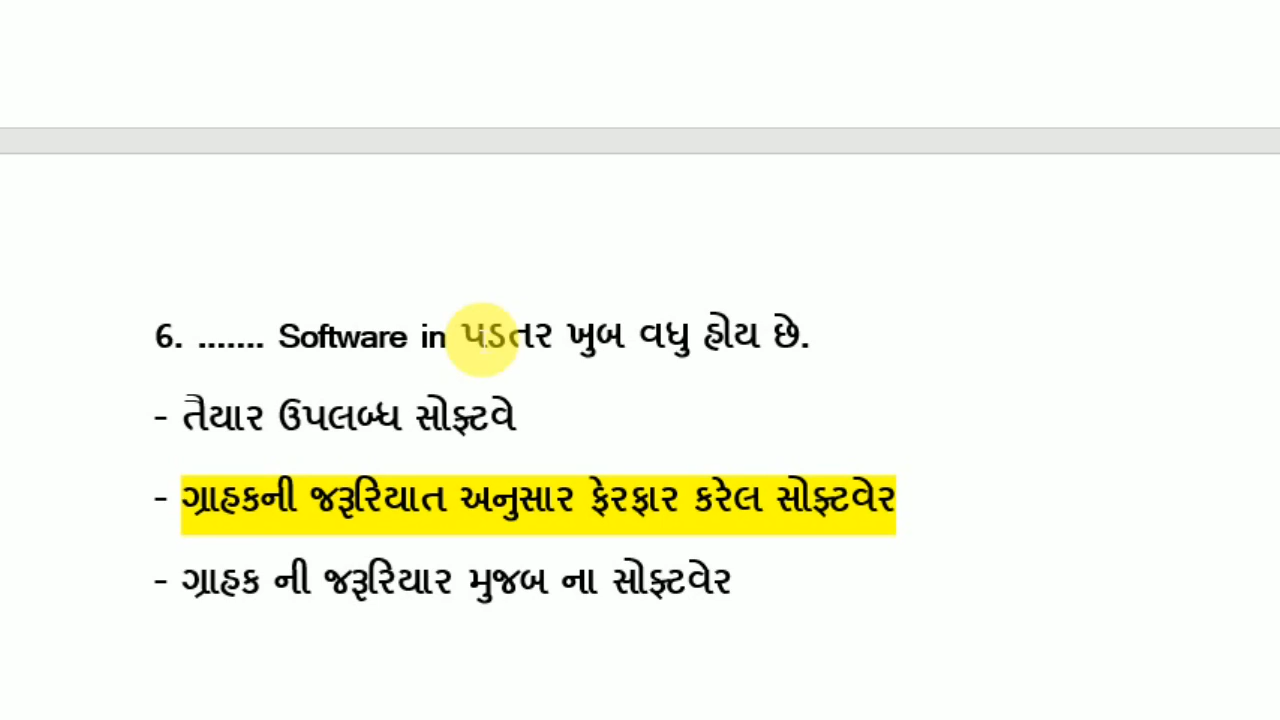 6. ....... Software in પડતર ખુબ વધુ હોય છે.
- તૈયાર ઉપલબ્ધ સોફ્ટવે
- ગ્રાહકની જરૂરિયાત અનુસાર ફેરફાર કરેલ સોફ્ટવેર
- ગ્રાહક ની જરૂરિયાર મુજબ ના સોફ્ટવેર